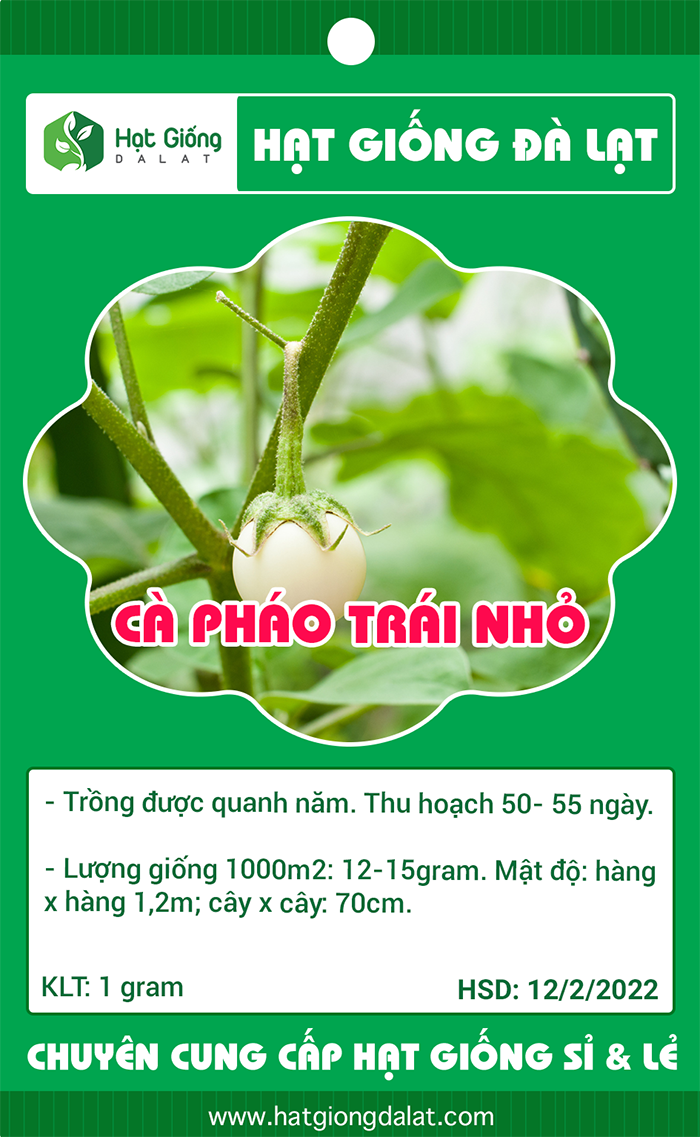 Hạt Giống
DALAT
HẠT GIỐNG ĐÀ LẠT
CÀ PHÁO TRÁI NHỎ
- Trồng được quanh năm. Thu hoạch 50- 55 ngày.
- Lượng giống 1000m2: 12-15gram. Mật độ: hàng
x hàng 1,2m; cây x cây: 70cm.
KLT: 1 gram
HSD: 12/2/2022
CHUYÊN CUNG CẤP HẠT GIỐNG SỈ & LẺ
www.hatgiongdalat.com